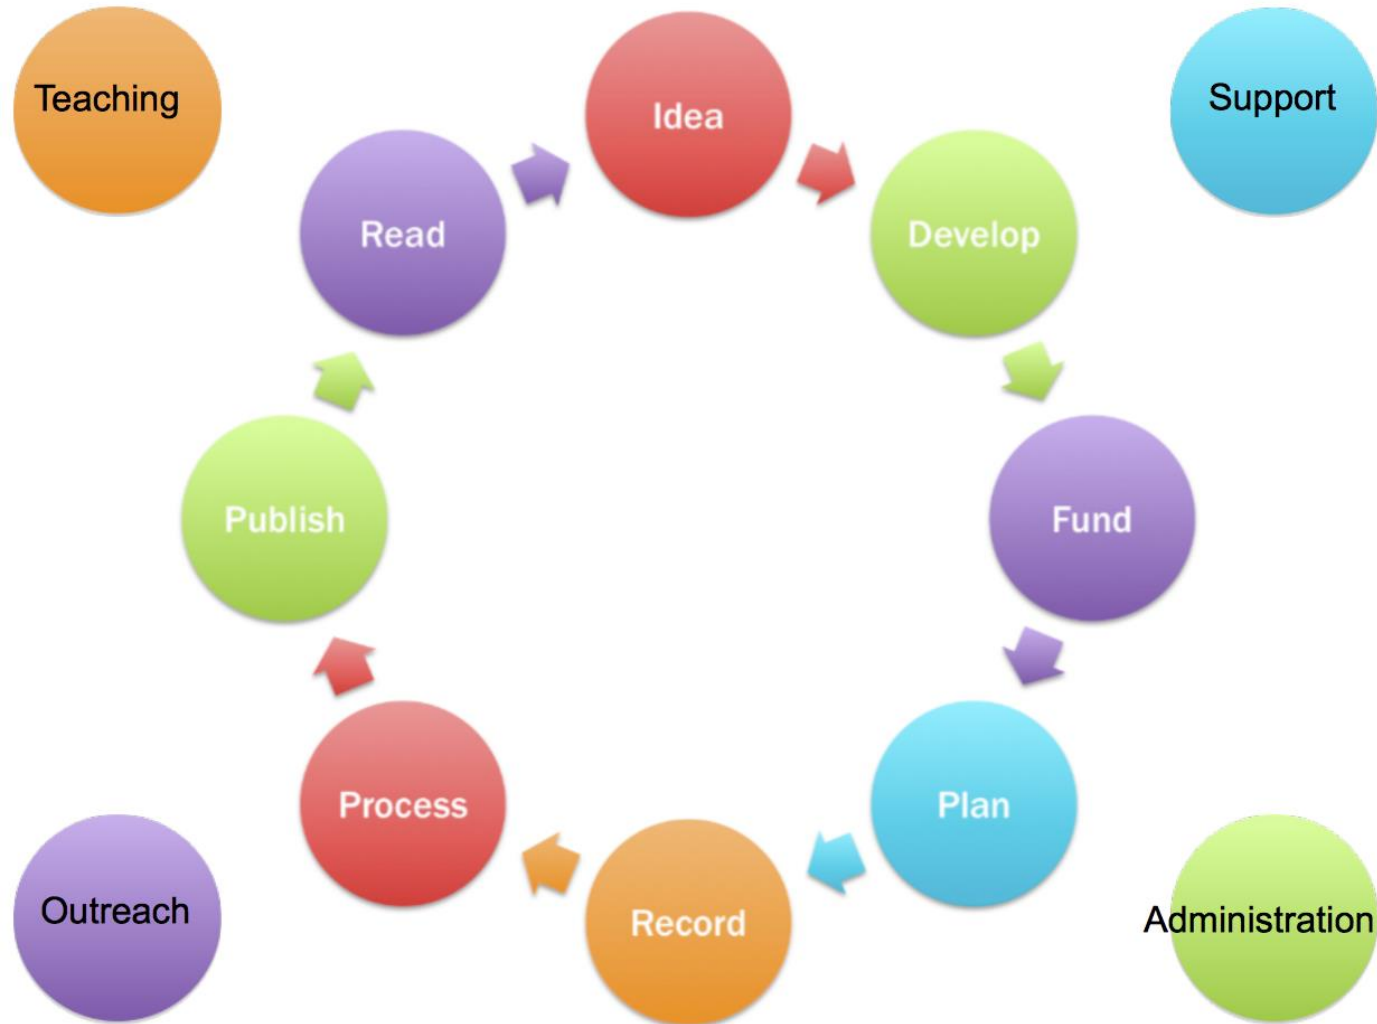 Teaching
Idea
Support
Read
Develop
Publish
Fund
Process
Plan
Outreach
Record
Administration